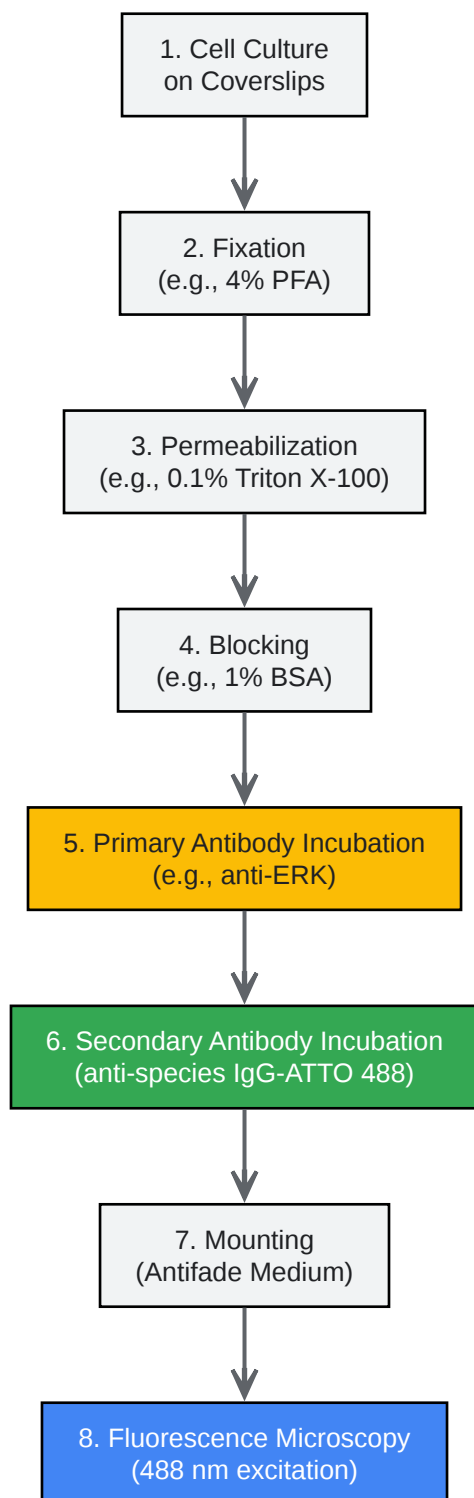 1. Cell Culture
on Coverslips
2. Fixation
(e.g., 4% PFA)
3. Permeabilization
(e.g., 0.1% Triton X-100)
4. Blocking
(e.g., 1% BSA)
5. Primary Antibody Incubation
(e.g., anti-ERK)
6. Secondary Antibody Incubation
(anti-species IgG-ATTO 488)
7. Mounting
(Antifade Medium)
8. Fluorescence Microscopy
(488 nm excitation)